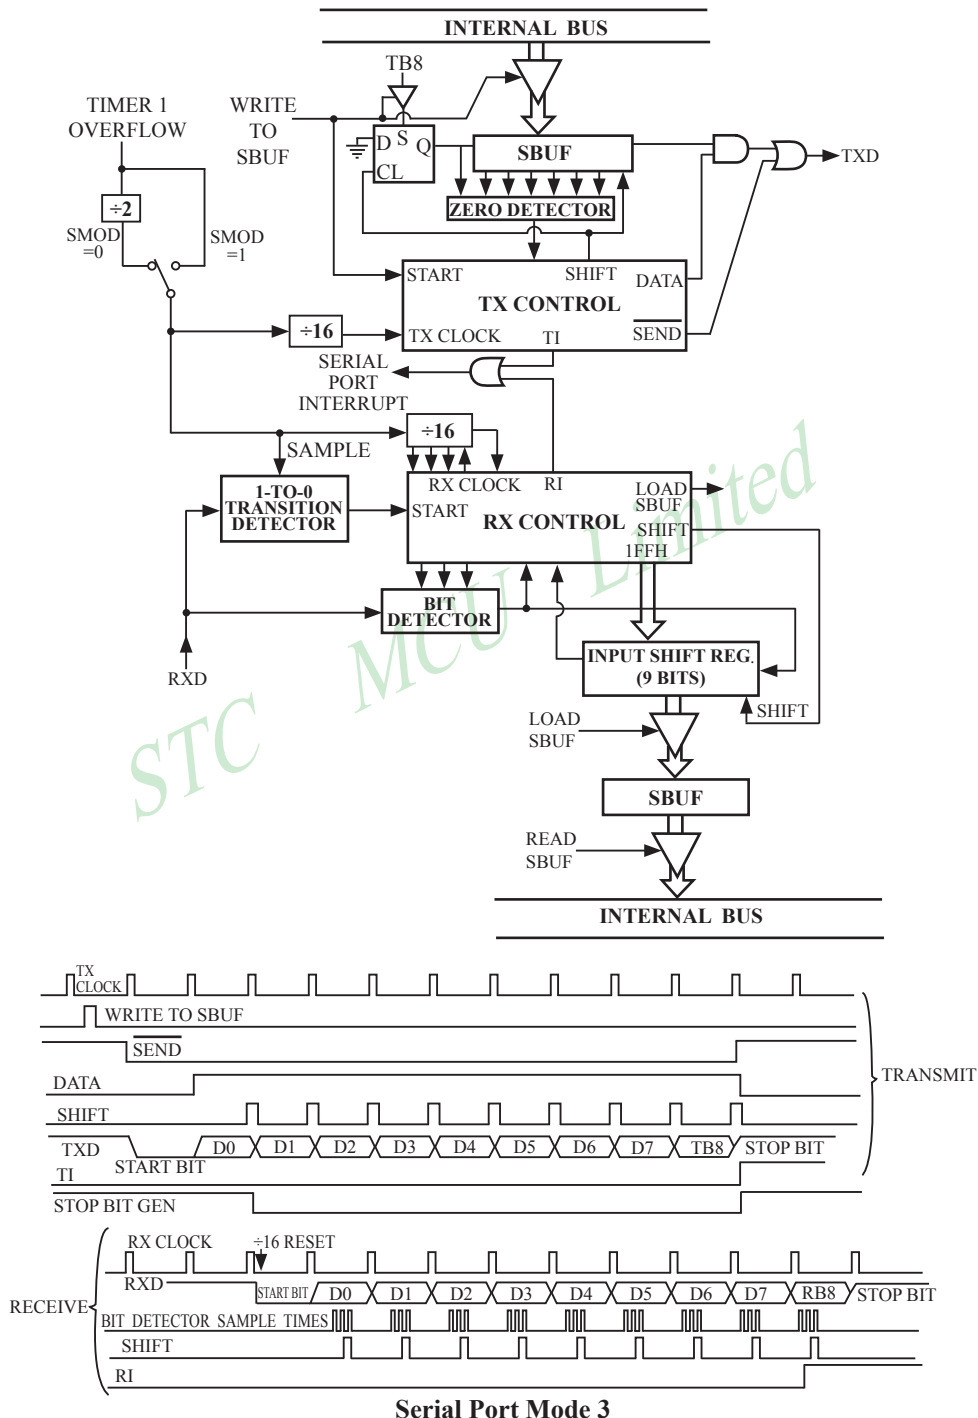 INTERNAL BUS
TB8
TIMER 1
OVERFLOW
WRITE
TO
SBUF
D S Q
CL
SBUF
TXD
÷2
ZERO DETECTOR
SMOD
=0
SMOD
=1
START
SHIFT
DATA
TX CONTROL
÷16
TX CLOCK
TI
SEND
SERIAL
PORT
INTERRUPT
÷16
SAMPLE
1-TO-0
TRANSITION
DETECTOR
RX CLOCK
RI
LOAD
SBUF
START
RX CONTROL
SHIFT
1FFH
BIT
DETECTOR
RXD
INPUT SHIFT REG.
(9 BITS)
SHIFT
LOAD
SBUF
SBUF
READ
SBUF
INTERNAL BUS
STC MCU Limited
TX
CLOCK
WRITE TO SBUF
SEND
DATA
TRANSMIT
SHIFT
TXD START BIT D0 D1 D2 D3 D4 D5 D6 D7 TB8 STOP BIT
TI
STOP BIT GEN
RX CLOCK
÷16 RESET
RECEIVE
RXD START BIT D0 D1 D2 D3 D4 D5 D6 D7 RB8 STOP BIT
BIT DETECTOR SAMPLE TIMES
SHIFT
RI
Serial Port Mode 3